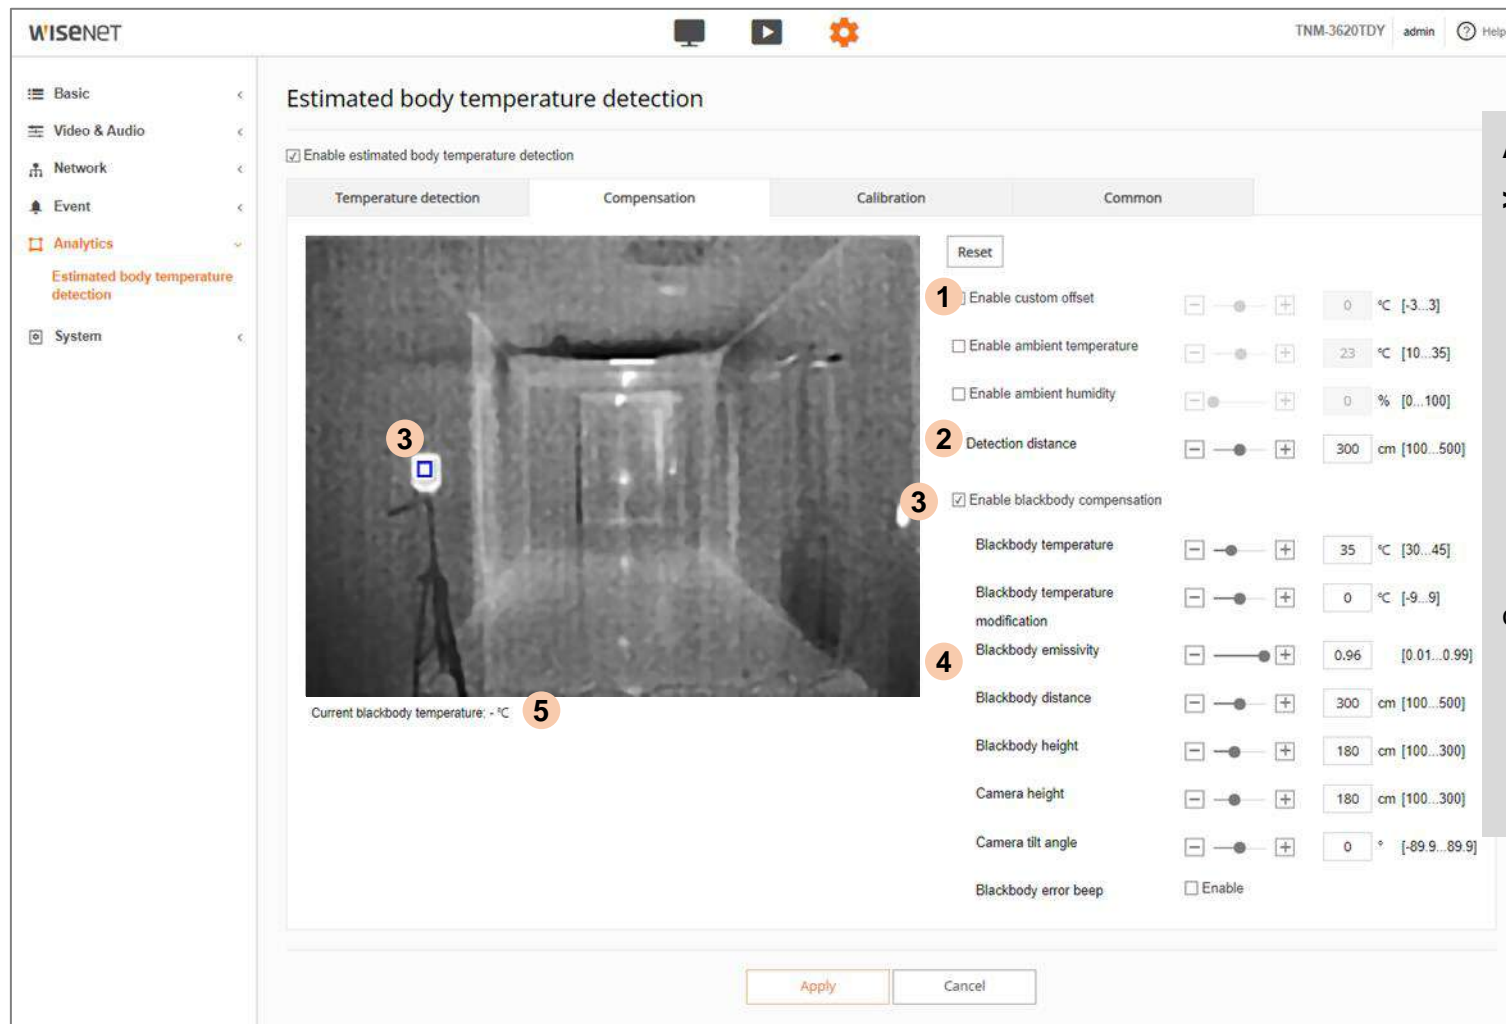 WISENET
TNM-3620TDY admin Help
Basic
Video & Audio
Network
Event
Analytics
Estimated body temperature
detection
System
Estimated body temperature detection
Enable estimated body temperature detection
Temperature detection Compensation Calibration Common
Reset
1 Enable custom offset 0 °C [-3...3]
Enable ambient temperature 23 °C [10...35]
Enable ambient humidity 0 % [0...100]
2 Detection distance 300 cm [100...500]
3
3 Enable blackbody compensation
Blackbody temperature 35 °C [30...45]
Blackbody temperature
modification 0 °C [-9...9]
4 Blackbody emissivity 0.96 [0.01...0.99]
Blackbody distance 300 cm [100...500]
Blackbody height 180 cm [100...300]
Camera height 180 cm [100...300]
Camera tilt angle 0 ° [-89.9...89.9]
Blackbody error beep Enable
Current blackbody temperature: - °C 5
Apply Cancel